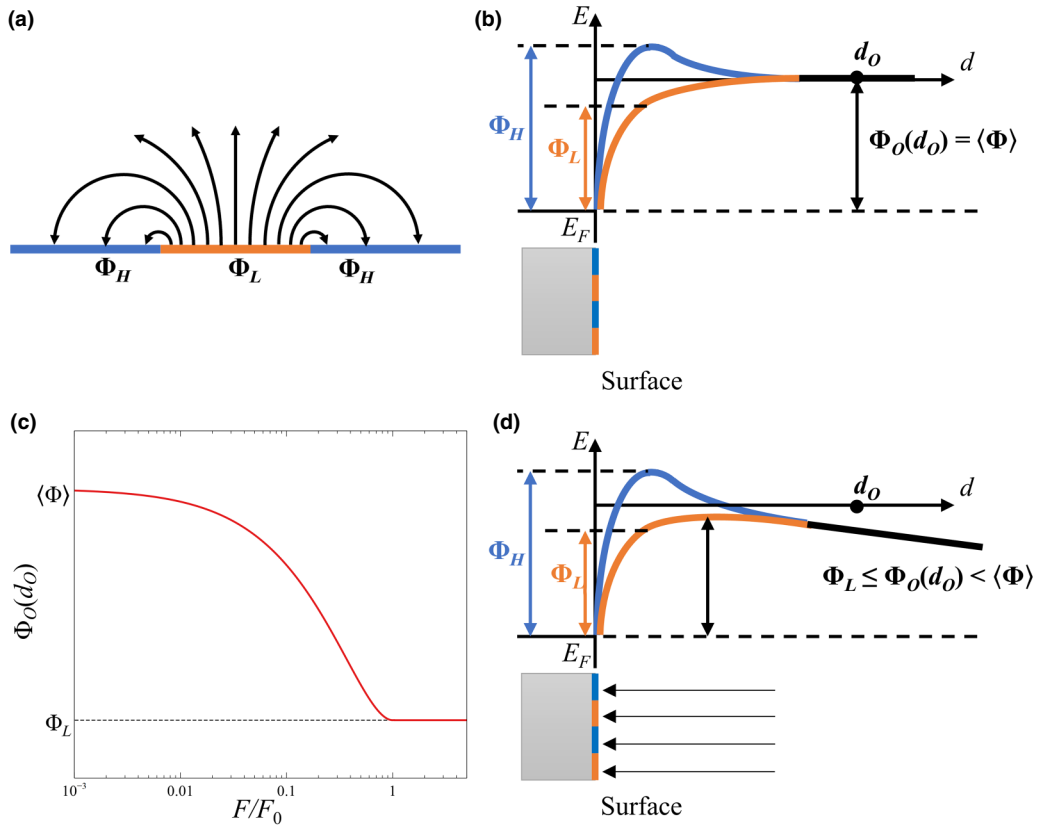 (a)
Φ_H
Φ_L
Φ_H
(b)
E
d_O
d
Φ_H
Φ_L
Φ_O(d_O) = ⟨Φ⟩
E_F
Surface
(c)
⟨Φ⟩
Φ_O(d_O)
Φ_L
10⁻³
0.01
0.1
1
F/F_0
(d)
E
d_O
d
Φ_H
Φ_L
Φ_L ≤ Φ_O(d_O) < ⟨Φ⟩
E_F
Surface